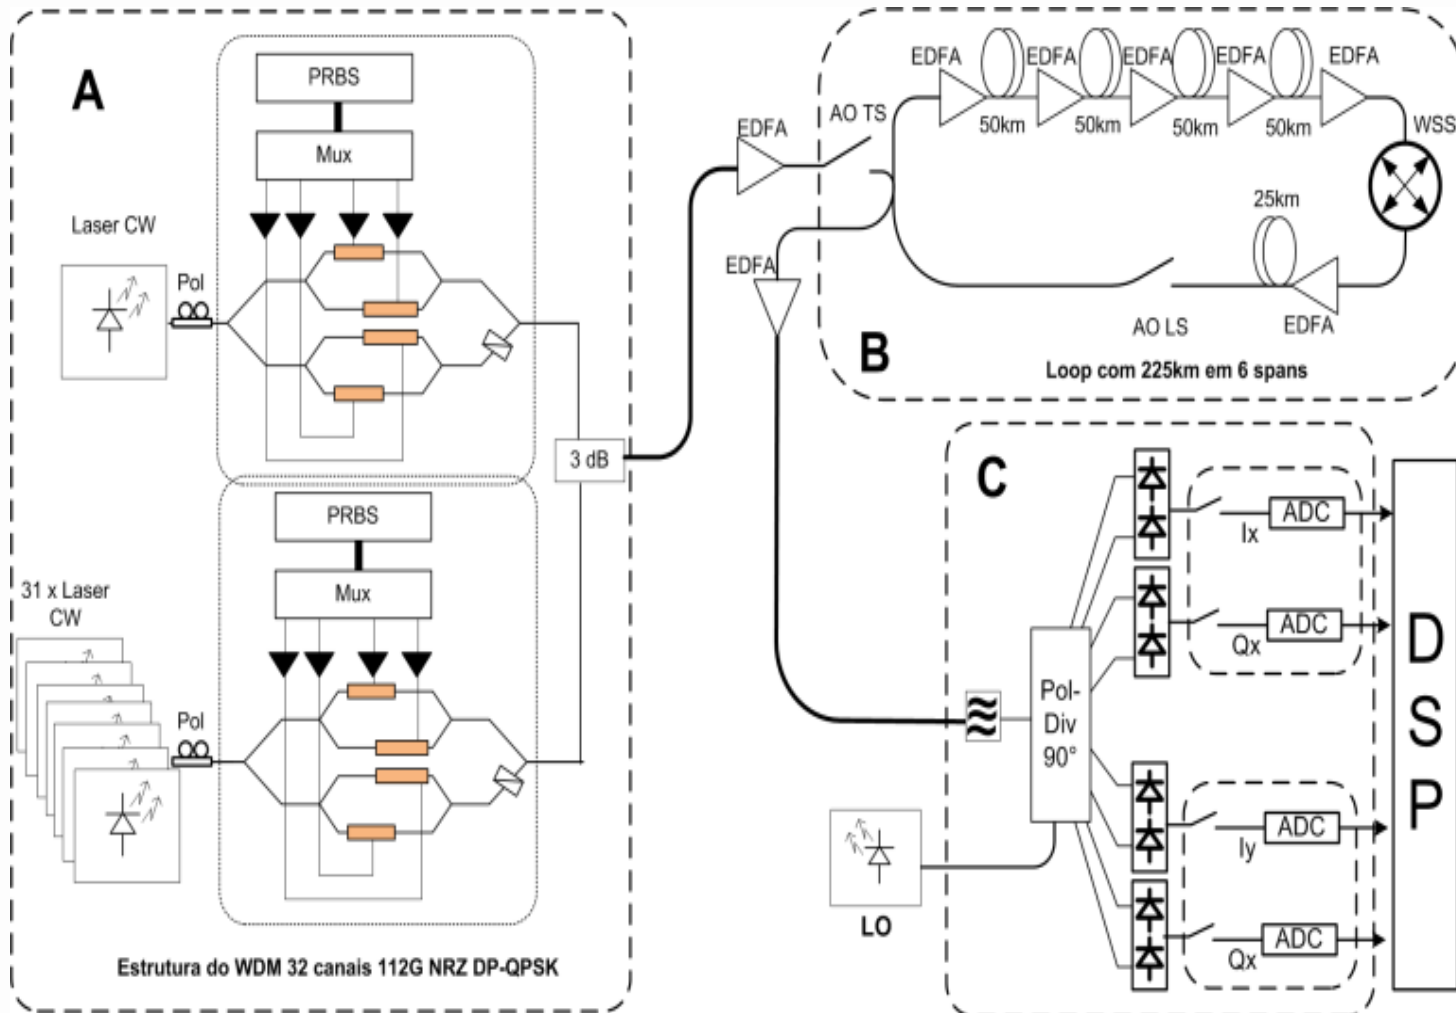 A
PRBS
Mux
Laser CW
Pol
3 dB
PRBS
Mux
31 x Laser
CW
Pol
Estrutura do WDM 32 canais 112G NRZ DP-QPSK
EDFA
AO TS
EDFA
EDFA
EDFA
EDFA
EDFA
EDFA
50km
50km
50km
50km
WSS
25km
EDFA
AO LS
B
Loop com 225km em 6 spans
C
Ix
ADC
Qx
ADC
Pol-
Div
90°
Iy
ADC
Qx
ADC
LO
D
S
P